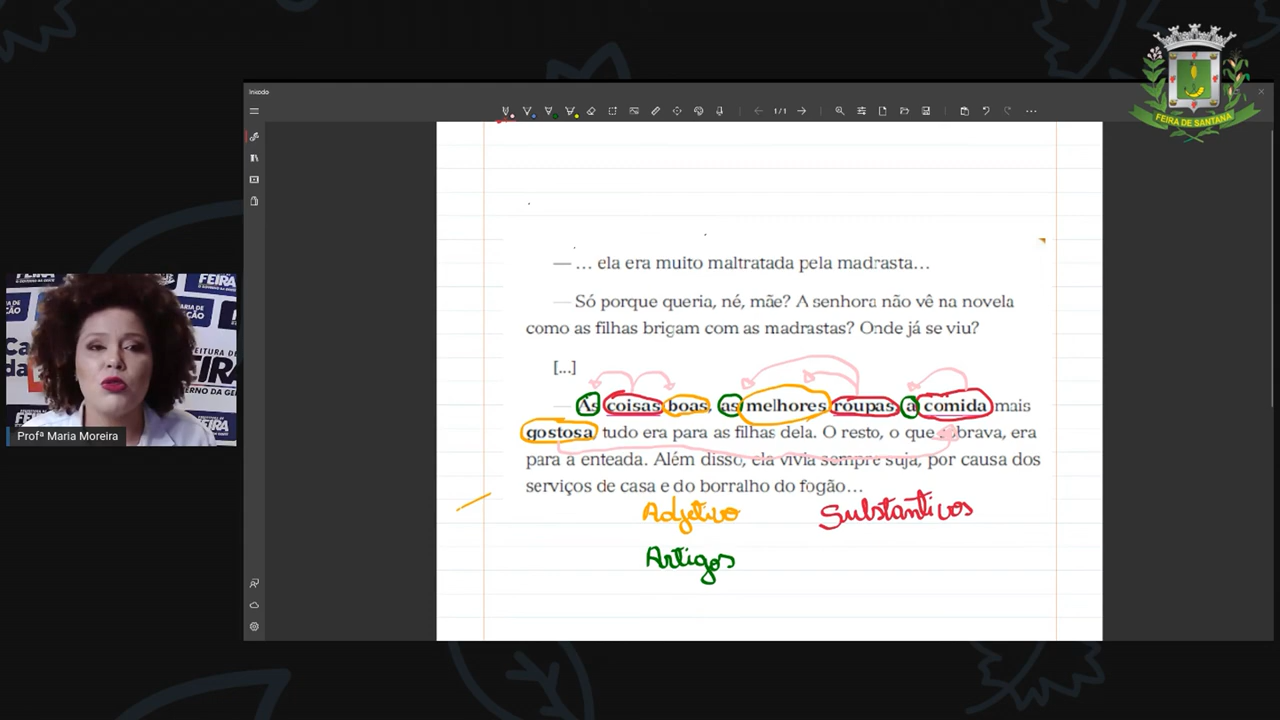 Inkodo
1/1
FEIRA DE SANTANA
— … ela era muito maltratada pela madrasta…
— Só porque queria, né, mãe? A senhora não vê na novela
como as filhas brigam com as madrastas? Onde já se viu?
[...]
— As coisas boas, as melhores roupas, a comida mais
gostosa tudo era para as filhas dela. O resto, o que sobrava, era
para a enteada. Além disso, ela vivia sempre suja, por causa dos
serviços de casa e do borralho do fogão…
Adjetivo
Substantivos
Artigos
FEIRA
Profª Maria Moreira